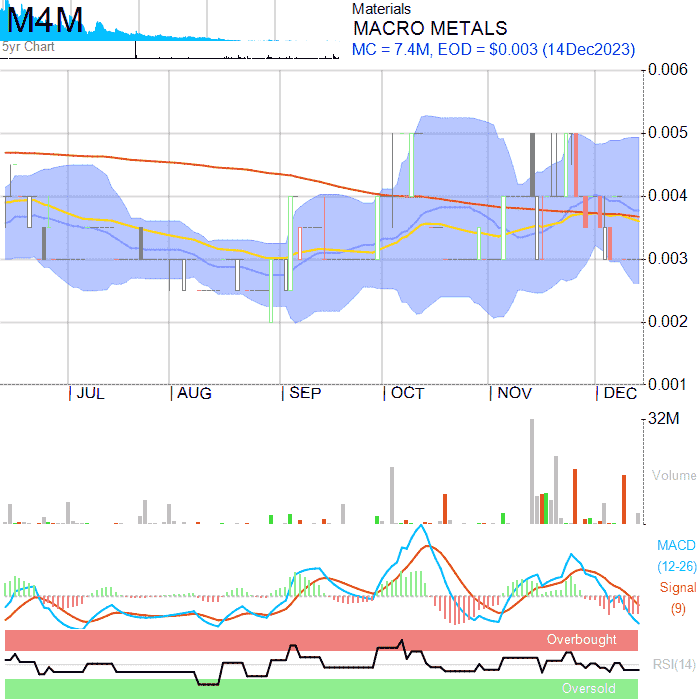 M4M
5yr Chart
Materials
MACRO METALS
MC = 7.4M, EOD = $0.003 (14Dec2023)
0.006
0.005
0.004
0.003
0.002
0.001
JUL AUG SEP OCT NOV DEC
32M
Volume
MACD
(12-26)
Signal
(9)
Overbought
RSI(14)
Oversold